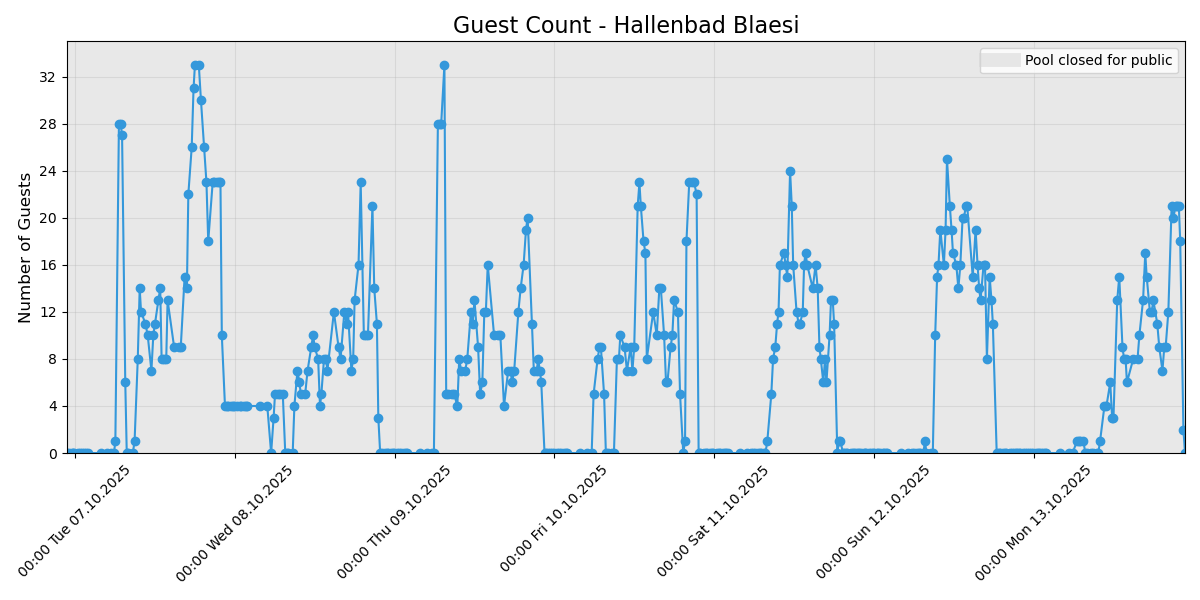 Guest Count - Hallenbad Blaesi
Pool closed for public
Number of Guests
32
28
24
20
16
12
8
4
0
00:00 Tue 07.10.2025
00:00 Wed 08.10.2025
00:00 Thu 09.10.2025
00:00 Fri 10.10.2025
00:00 Sat 11.10.2025
00:00 Sun 12.10.2025
00:00 Mon 13.10.2025